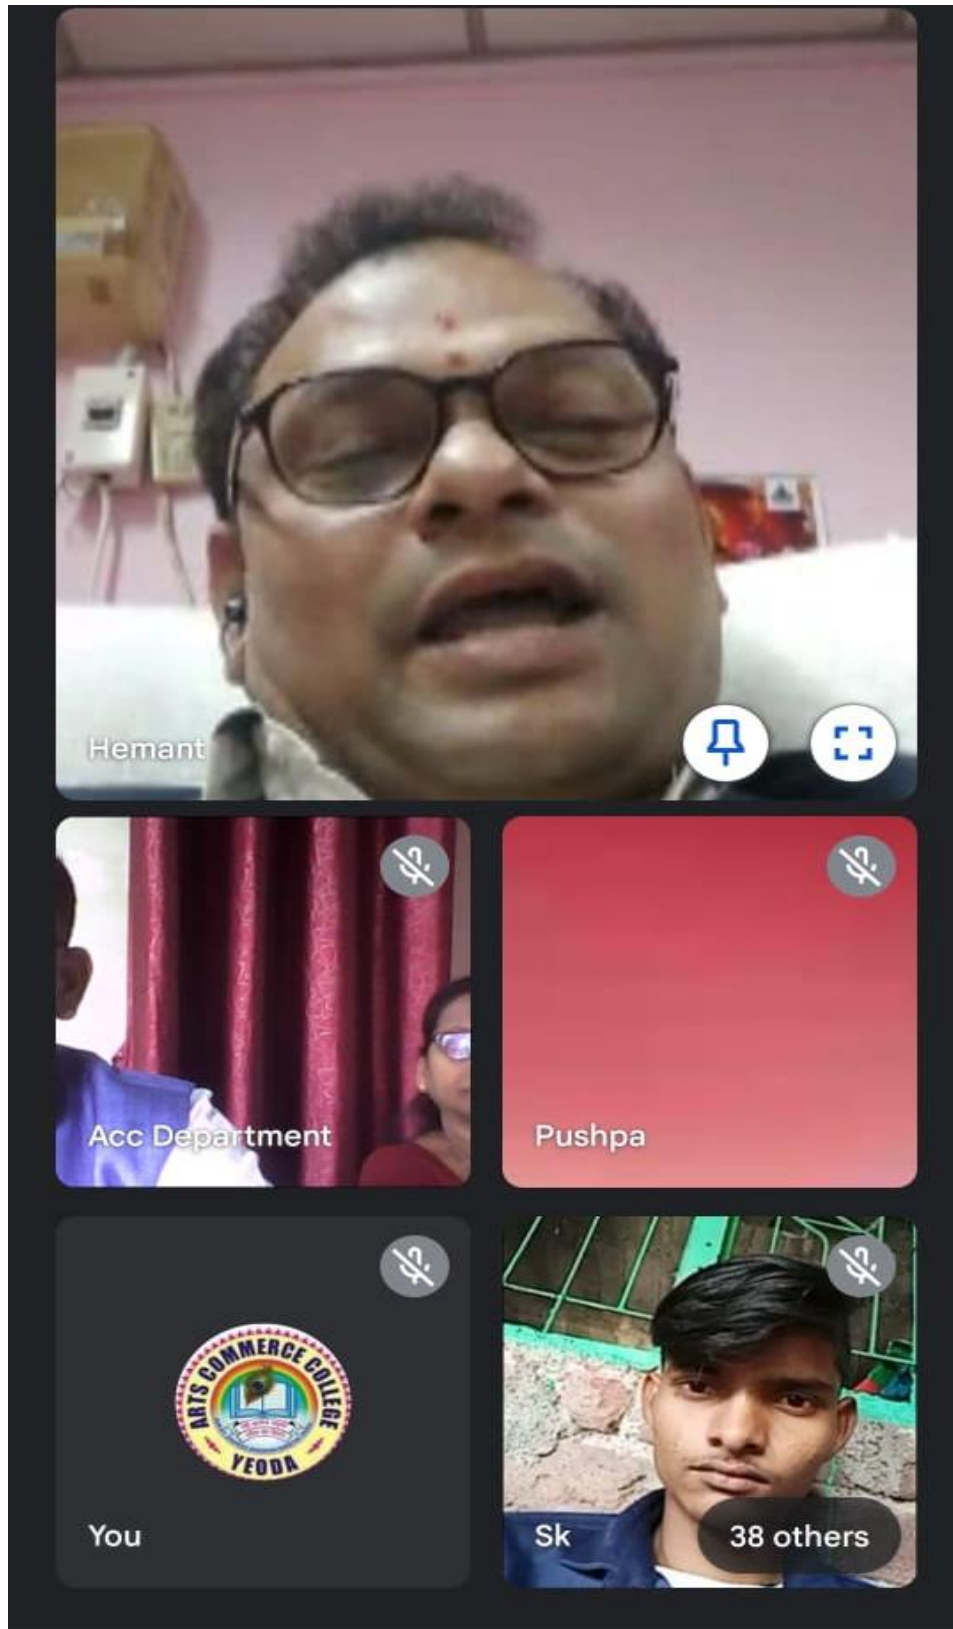 Hemant
Acc Department
Pushpa
ARTS COMMERCE COLLEGE
YEODA
You
Sk
38 others